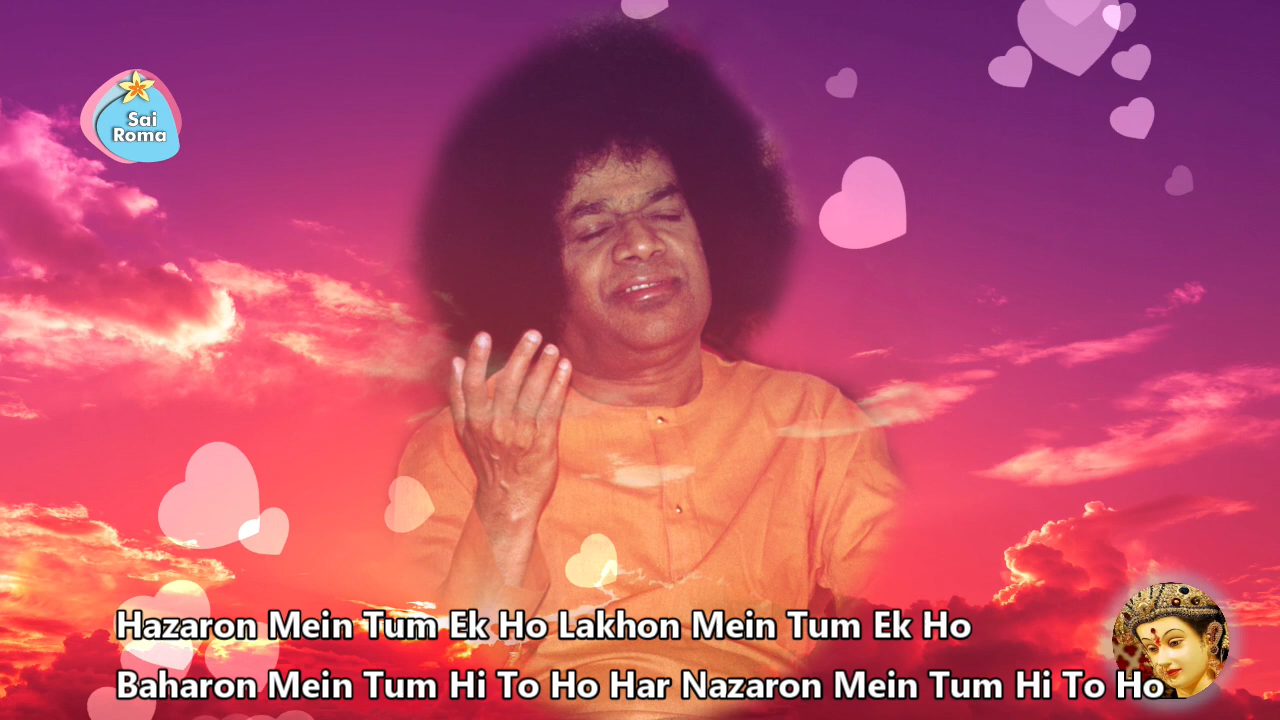 Sai
Roma
Hazaron Mein Tum Ek Ho Lakhon Mein Tum Ek Ho
Baharon Mein Tum Hi To Ho Har Nazaron Mein Tum Hi To Ho